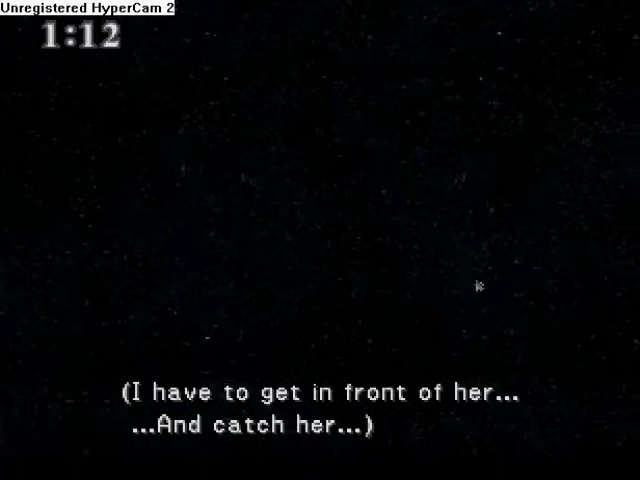 Unregistered HyperCam 2
1:12
(I have to get in front of her...
...And catch her...)